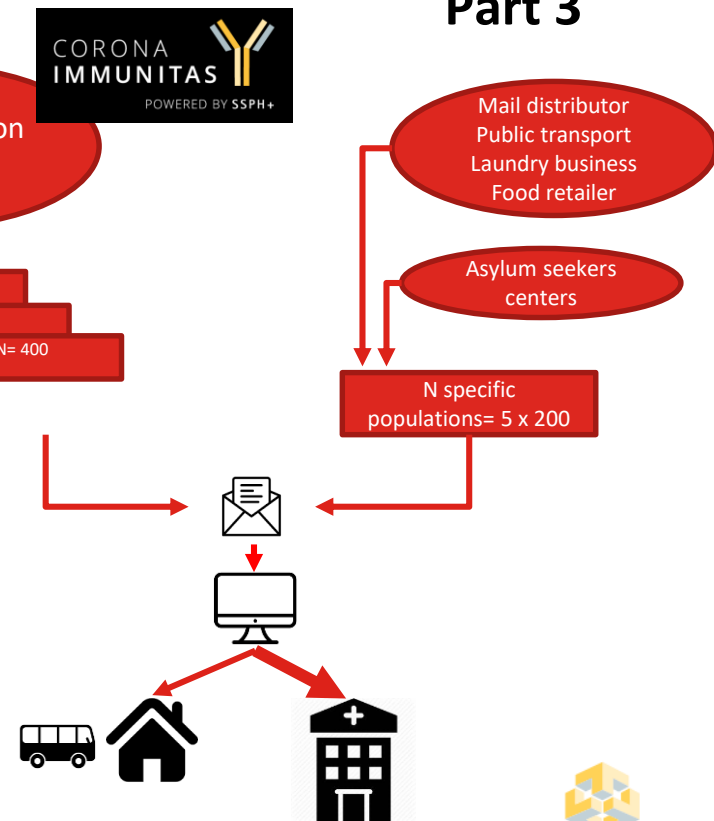 Part 3
CORONA
IMMUNITAS
POWERED BY SSPH+
on
Mail distributor
Public transport
Laundry business
Food retailer
Asylum seekers
centers
N= 400
N specific
populations= 5 x 200